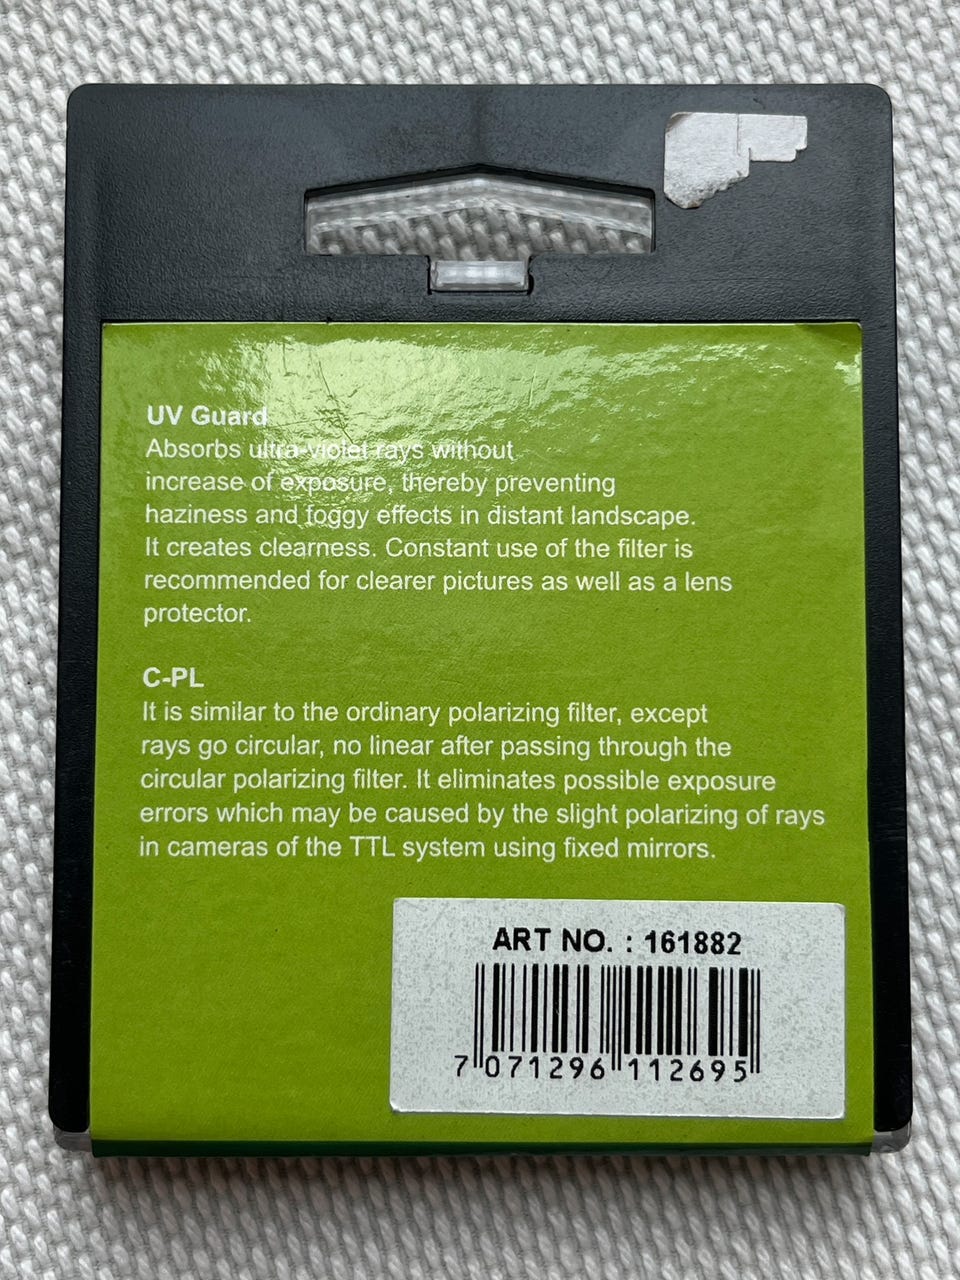 UV Guard
Absorbs ultra-violet rays without
increase of exposure, thereby preventing
haziness and foggy effects in distant landscape.
It creates clearness. Constant use of the filter is
recommended for clearer pictures as well as a lens
protector.
C-PL
It is similar to the ordinary polarizing filter, except
rays go circular, no linear after passing through the
circular polarizing filter. It eliminates possible exposure
errors which may be caused by the slight polarizing of rays
in cameras of the TTL system using fixed mirrors.
ART NO. : 161882
7 071296 112695